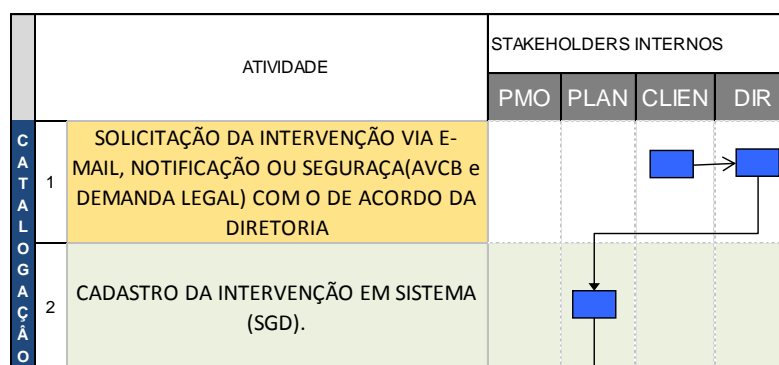 ATIVIDADE
STAKEHOLDERS INTERNOS
PMO PLAN CLIEN DIR
CATALOGAÇÂO
1
SOLICITAÇÃO DA INTERVENÇÃO VIA E-
MAIL, NOTIFICAÇÃO OU SEGURAÇA(AVCB e
DEMANDA LEGAL) COM O DE ACORDO DA
DIRETORIA
2
CADASTRO DA INTERVENÇÃO EM SISTEMA
(SGD).